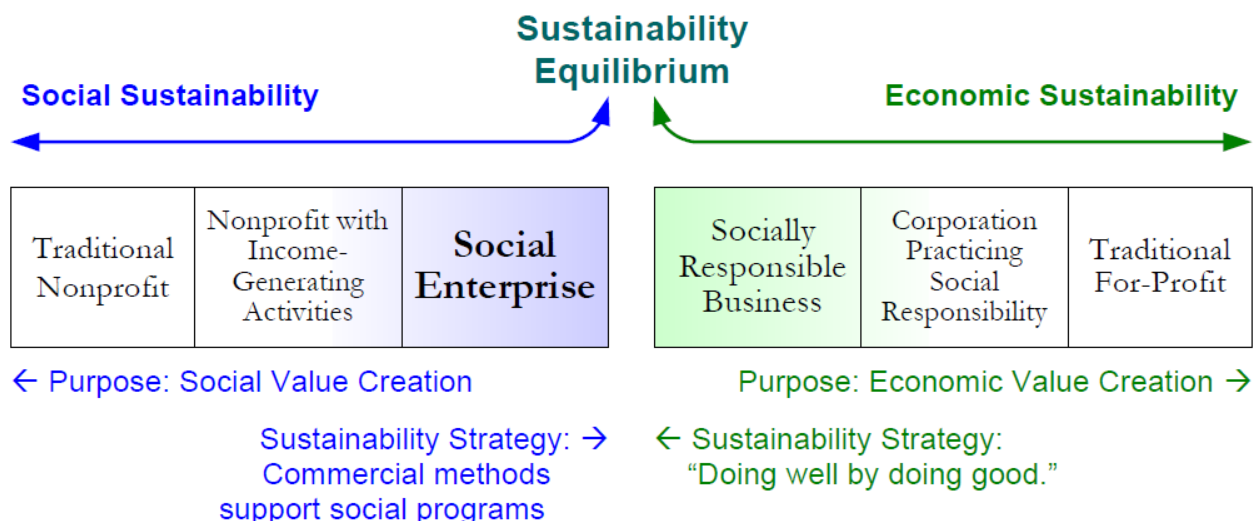 Sustainability
Equilibrium
Social Sustainability
Economic Sustainability
Traditional
Nonprofit
Nonprofit with
Income-
Generating
Activities
Social
Enterprise
Socially
Responsible
Business
Corporation
Practicing
Social
Responsibility
Traditional
For-Profit
← Purpose: Social Value Creation
Purpose: Economic Value Creation →
Sustainability Strategy: →
Commercial methods
support social programs
← Sustainability Strategy:
“Doing well by doing good.”